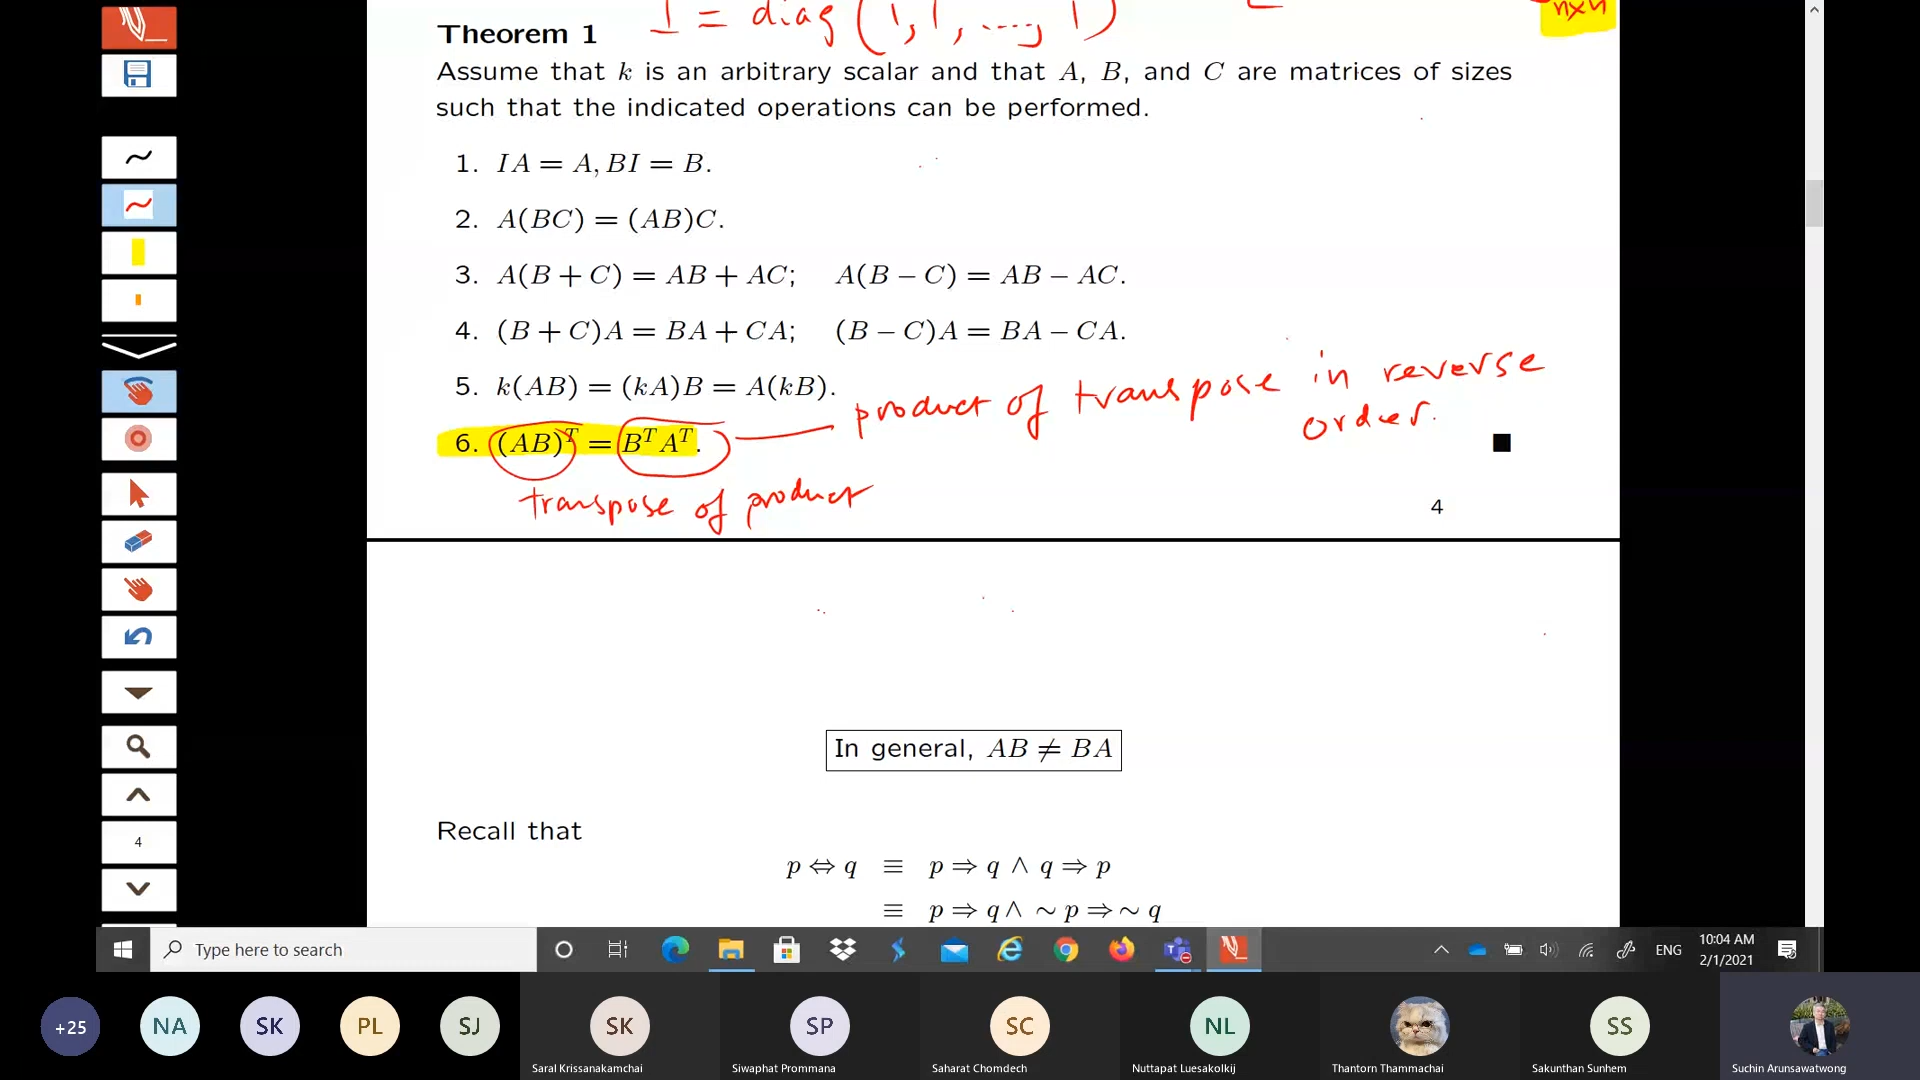 I = diag (1, 1, ..., 1)
n×n
Theorem 1
Assume that k is an arbitrary scalar and that A, B, and C are matrices of sizes
such that the indicated operations can be performed.
1. IA = A, BI = B.
2. A(BC) = (AB)C.
3. A(B + C) = AB + AC; A(B − C) = AB − AC.
4. (B + C)A = BA + CA; (B − C)A = BA − CA.
5. k(AB) = (kA)B = A(kB).
product of transpose in reverse
order.
6. (AB)ᵀ = BᵀAᵀ.
transpose of product
4
In general, AB ≠ BA
Recall that
p ⇔ q ≡ p ⇒ q ∧ q ⇒ p
≡ p ⇒ q ∧ ∼ p ⇒ ∼ q
4
Type here to search
ENG
10:04 AM
2/1/2021
+25
NA
SK
PL
SJ
SK
SP
SC
NL
SS
Saral Krissanakamchai
Siwaphat Prommana
Saharat Chomdech
Nuttapat Luesakolkij
Thantorn Thammachai
Sakunthan Sunhem
Suchin Arunsawatwong